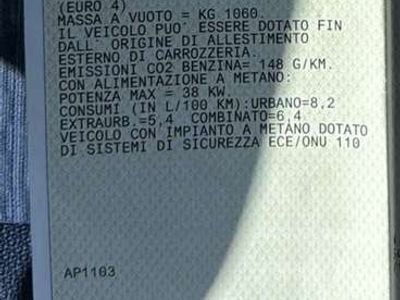 (EURO 4)
MASSA A VUOTO = KG 1060.
IL VEICOLO PUO' ESSERE DOTATO FIN
DALL' ORIGINE DI ALLESTIMENTO
ESTERNO DI CARROZZERIA.
EMISSIONI CO2 BENZINA= 148 G/KM.
CON ALIMENTAZIONE A METANO:
POTENZA MAX = 38 KW.
CONSUMI (IN L/100 KM):URBANO=8,2
EXTRAURB.=5,4 COMBINATO=6,4
VEICOLO CON IMPIANTO A METANO DOTATO
DI SISTEMI DI SICUREZZA ECE/ONU 110
AP1103